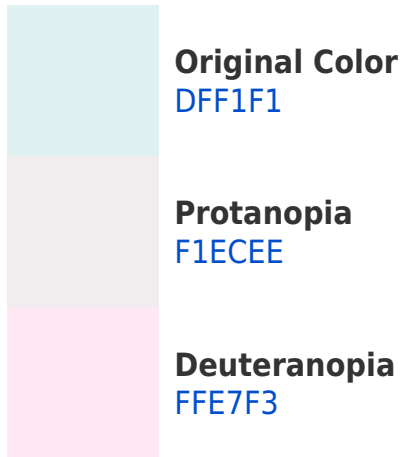 Original Color
DFF1F1
Protanopia
F1ECEE
Deuteranopia
FFE7F3